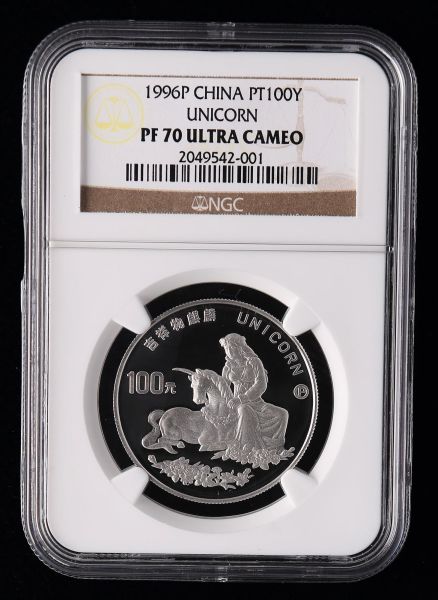 1996P CHINA PT100Y
UNICORN
PF 70 ULTRA CAMEO
2049542-001
NGC
吉祥物麒麟 UNICORN
100元
P